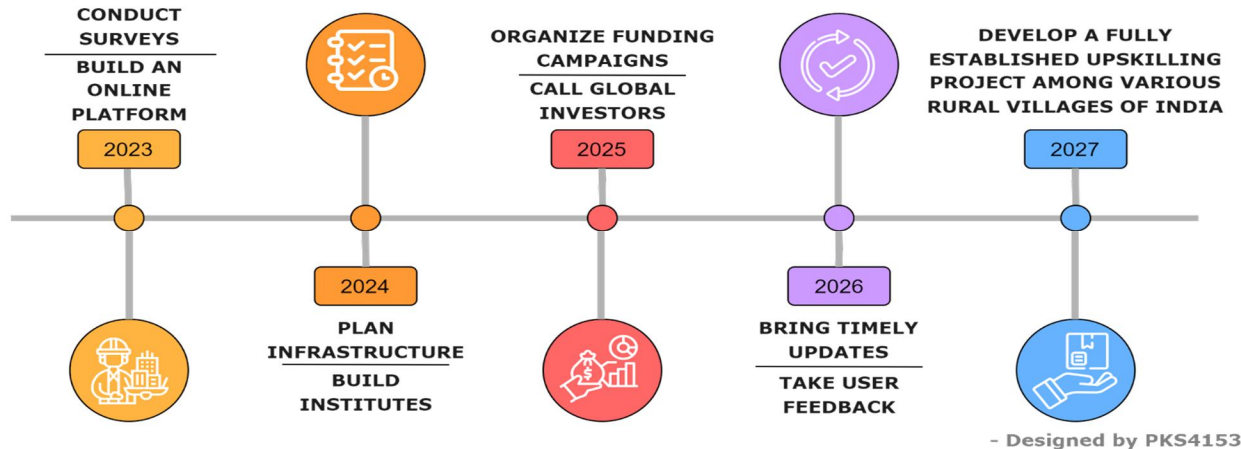 CONDUCT
SURVEYS
BUILD AN
ONLINE
PLATFORM
2023
2024
PLAN
INFRASTRUCTURE
BUILD
INSTITUTES
ORGANIZE FUNDING
CAMPAIGNS
CALL GLOBAL
INVESTORS
2025
$
2026
BRING TIMELY
UPDATES
TAKE USER
FEEDBACK
DEVELOP A FULLY
ESTABLISHED UPSKILLING
PROJECT AMONG VARIOUS
RURAL VILLAGES OF INDIA
2027
- Designed by PKS4153